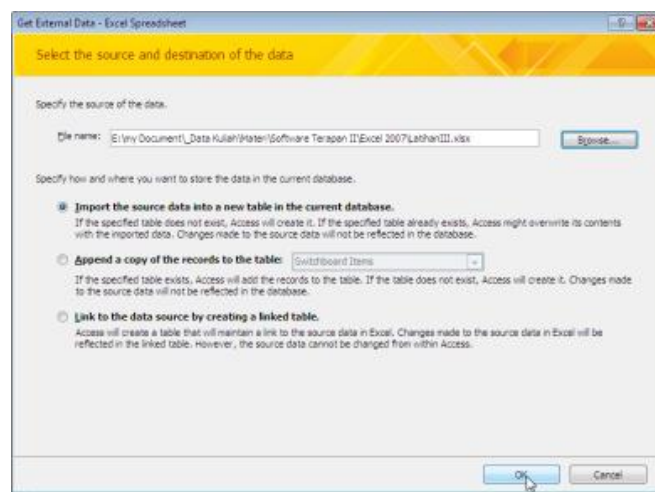 Get External Data - Excel Spreadsheet
Select the source and destination of the data
Specify the source of the data.
File name: E:\my Document\_Data Kuliah\Materi\Software Terapan II\Excel 2007\LatihanIII.xlsx Browse...
Specify how and where you want to store the data in the current database.
Import the source data into a new table in the current database.
If the specified table does not exist, Access will create it. If the specified table already exists, Access might overwrite its contents
with the imported data. Changes made to the source data will not be reflected in the database.
Append a copy of the records to the table: Switchboard Items
If the specified table exists, Access will add the records to the table. If the table does not exist, Access will create it. Changes made
to the source data will not be reflected in the database.
Link to the data source by creating a linked table.
Access will create a table that will maintain a link to the source data in Excel. Changes made to the source data in Excel will be
reflected in the linked table. However, the source data cannot be changed from within Access.
OK Cancel